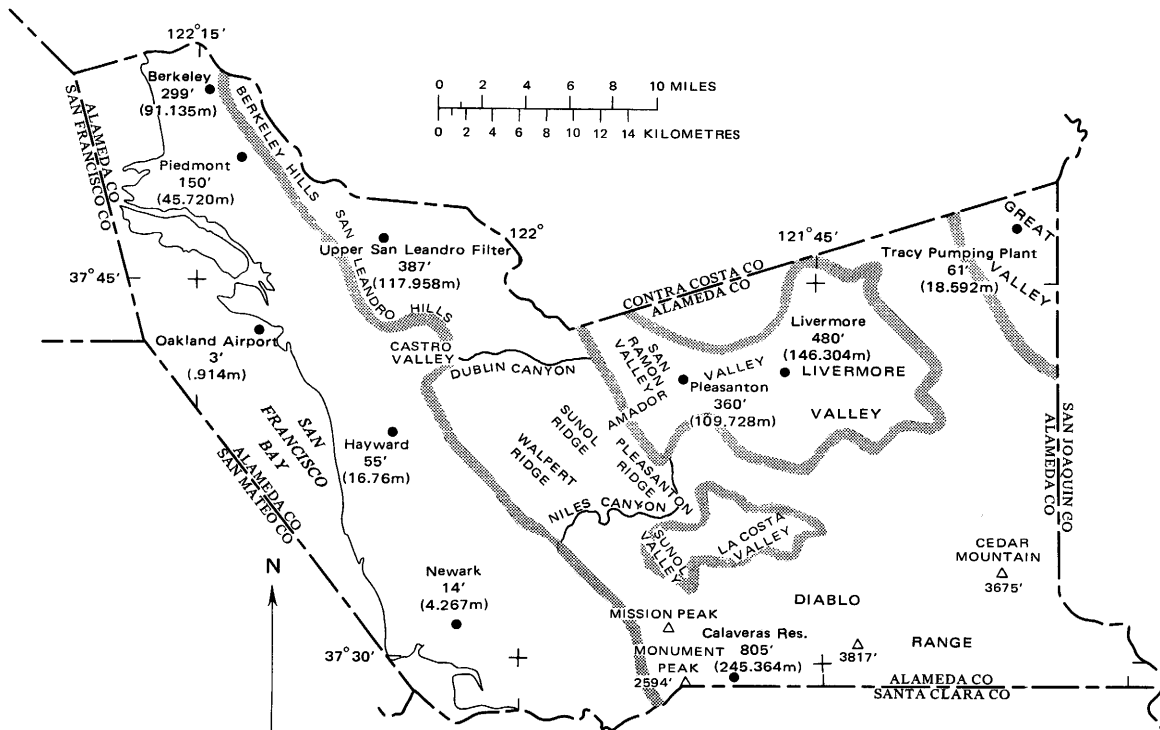 122°15'
Berkeley
299'
(91.135m)
0 2 4 6 8 10 MILES
0 2 4 6 8 10 12 14 KILOMETRES
ALAMEDA CO
SAN FRANCISCO CO
BERKELEY HILLS
Piedmont
150'
(45.720m)
ALAMEDA CO
SAN FRANCISCO CO
SAN LEANDRO HILLS
Upper San Leandro Filter
387'
(117.958m)
122°
121°45'
GREAT VALLEY
Tracy Pumping Plant
61'
(18.592m)
37°45'
CONTRA COSTA CO
ALAMEDA CO
Oakland Airport
3'
(.914m)
CASTRO
VALLEY
DUBLIN CANYON
SAN
RAMON
VALLEY
AMADOR
VALLEY
Livermore
480'
(146.304m)
LIVERMORE
VALLEY
Pleasanton
360'
(109.728m)
SAN
FRANCISCO
BAY
Hayward
55'
(16.76m)
SUNOL
RIDGE
WALPERT
RIDGE
PLEASANTON
RIDGE
SAN JOAQUIN CO
ALAMEDA CO
ALAMEDA CO
SAN MATEO CO
NILES CANYON
SUNOL
VALLEY
LA COSTA
VALLEY
CEDAR
MOUNTAIN
3675'
N
Newark
14'
(4.267m)
DIABLO
RANGE
MISSION PEAK
Calaveras Res.
805'
(245.364m)
MONUMENT
PEAK
2594'
3817'
37°30'
ALAMEDA CO
SANTA CLARA CO